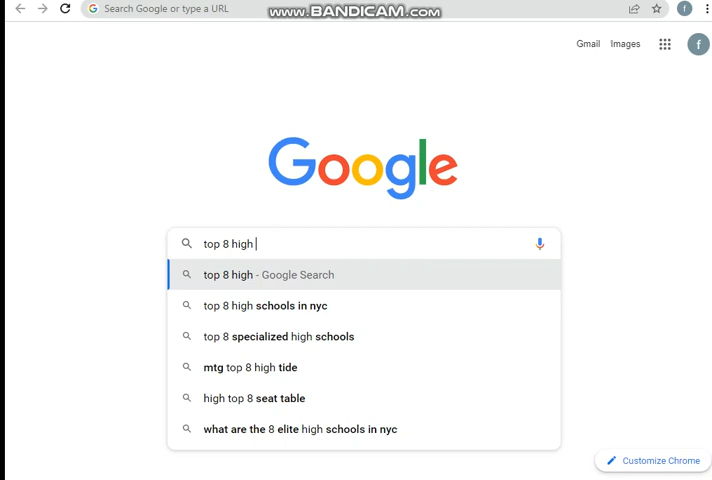 Search Google or type a URL
www.BANDICAM.com
f
Gmail Images
f
Google
top 8 high
top 8 high - Google Search
top 8 high schools in nyc
top 8 specialized high schools
mtg top 8 high tide
high top 8 seat table
what are the 8 elite high schools in nyc
Customize Chrome